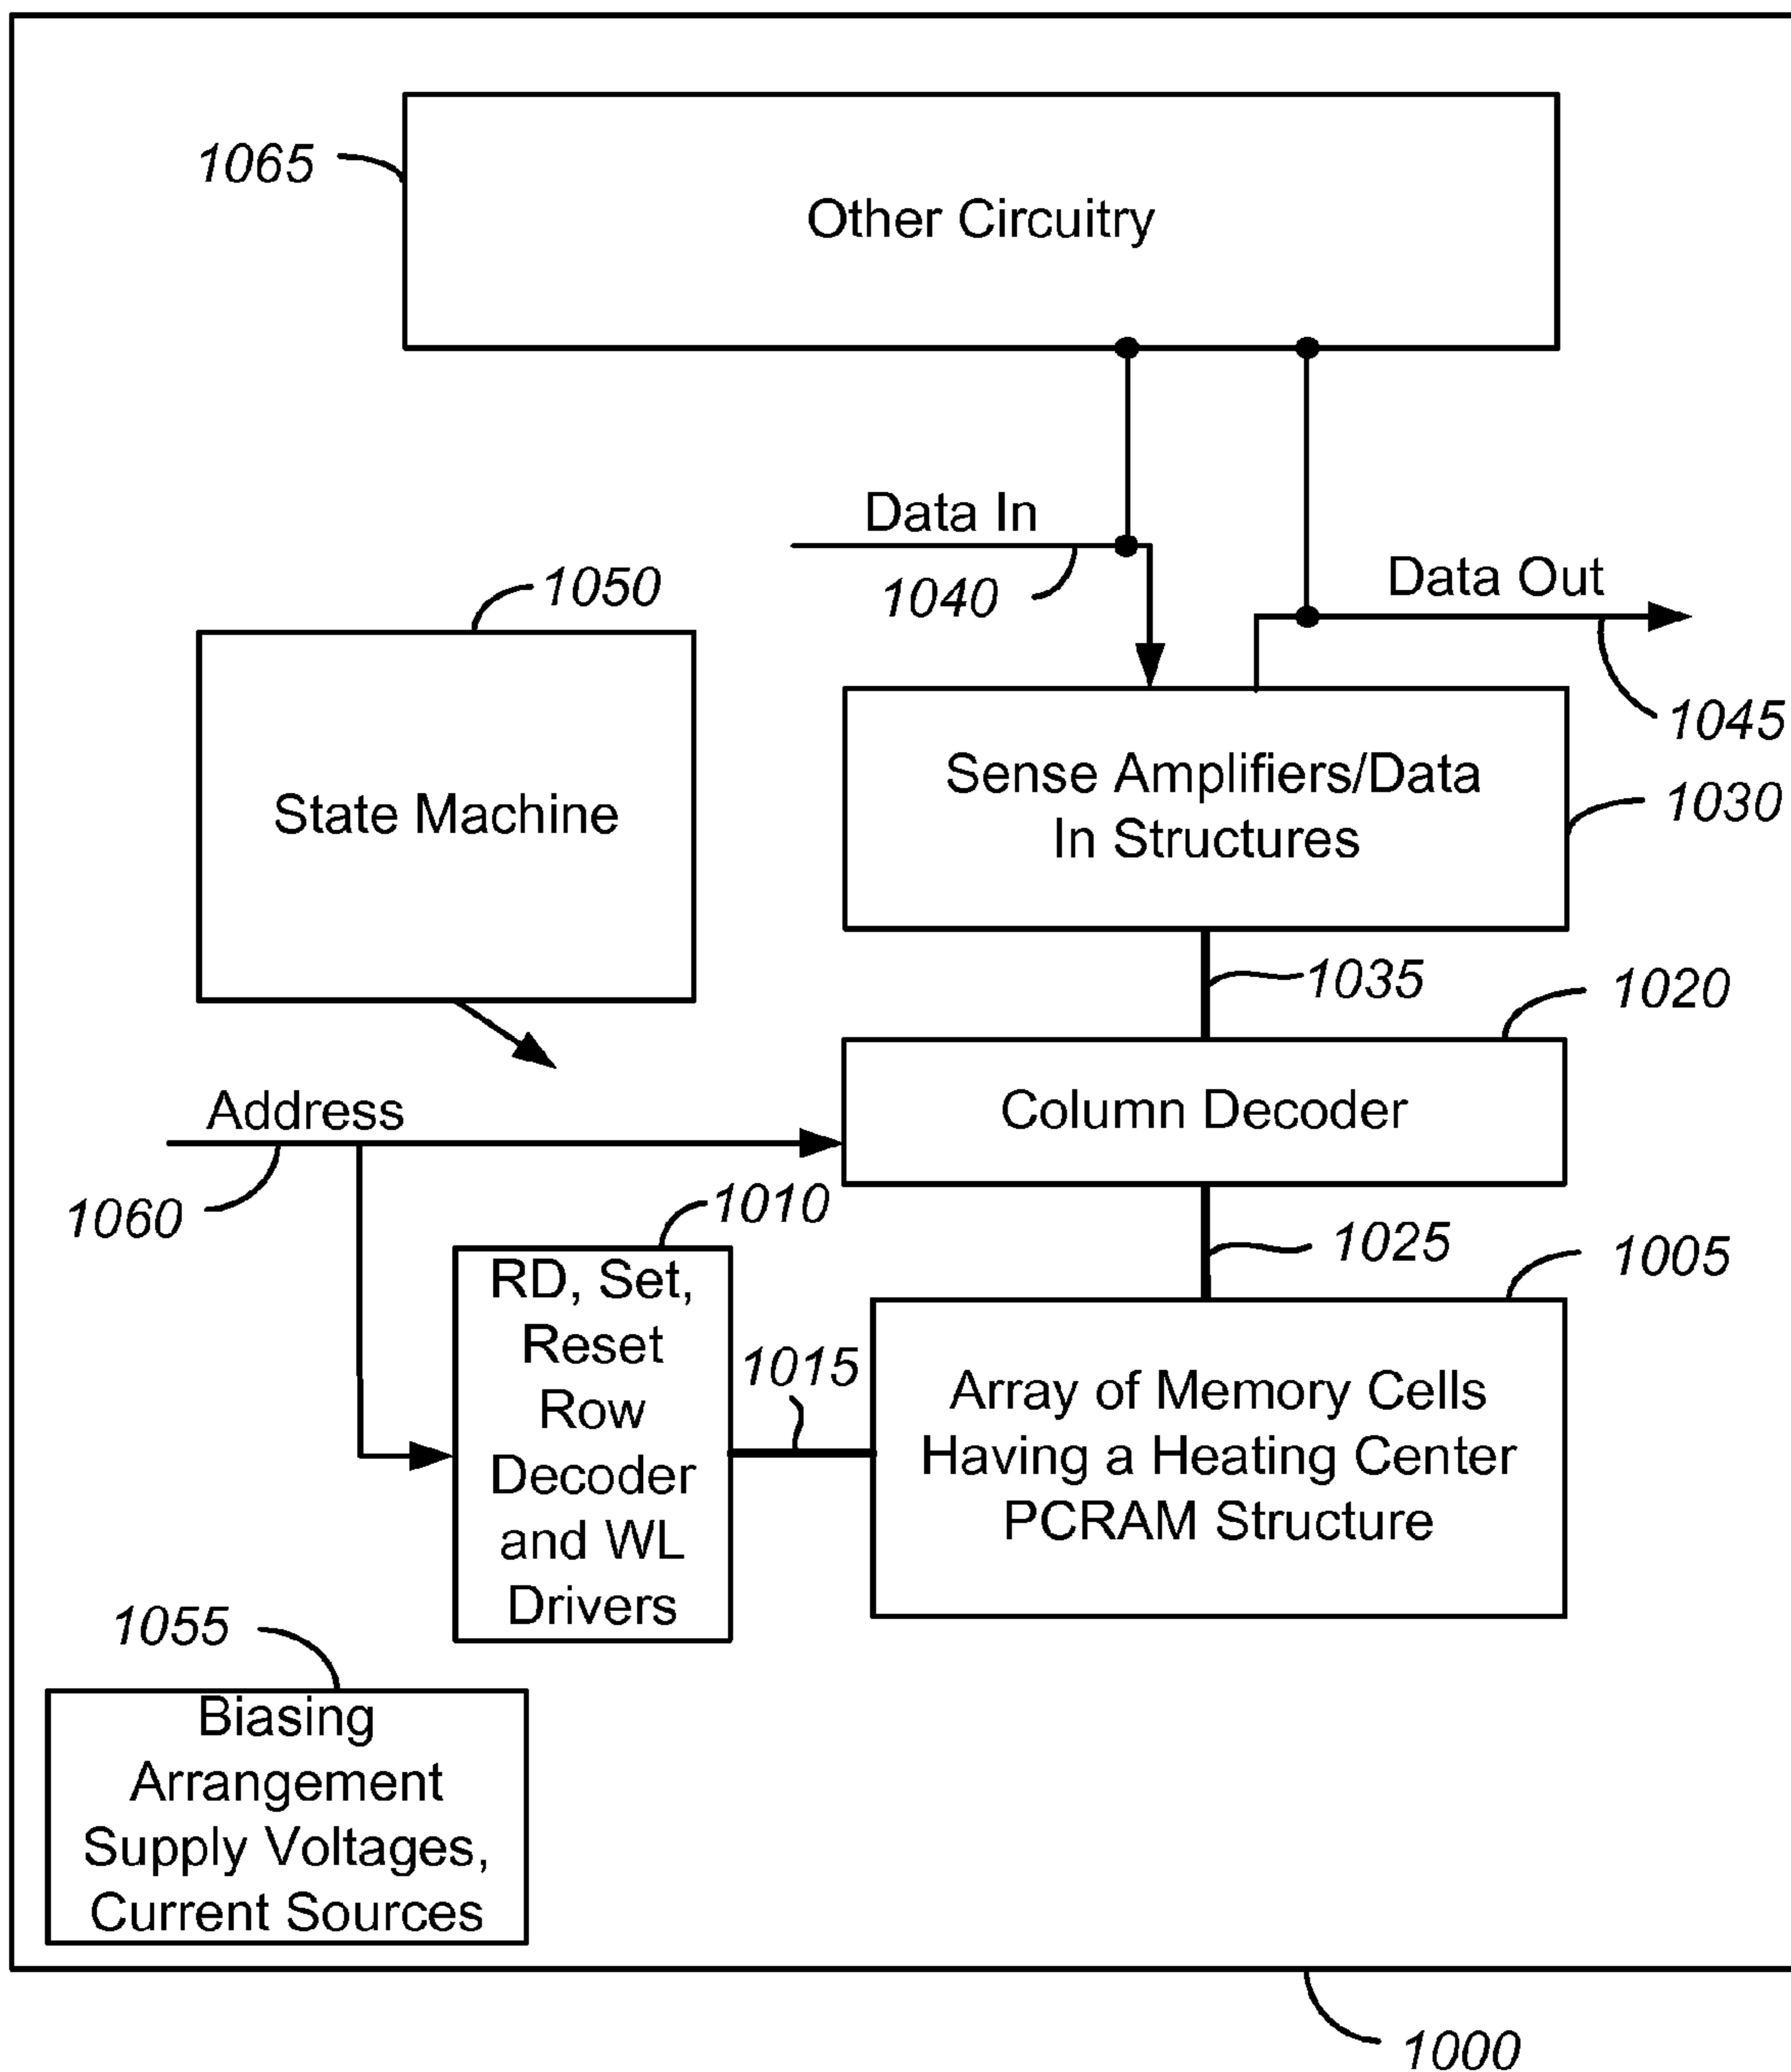 1065
Other Circuitry
Data In
1040
1050
Data Out
1045
State Machine
Sense Amplifiers/Data
In Structures
1030
1035
1020
Address
Column Decoder
1060
1010
1025
1005
RD, Set,
Reset
Row
Decoder
and WL
Drivers
1015
Array of Memory Cells
Having a Heating Center
PCRAM Structure
1055
Biasing
Arrangement
Supply Voltages,
Current Sources
1000